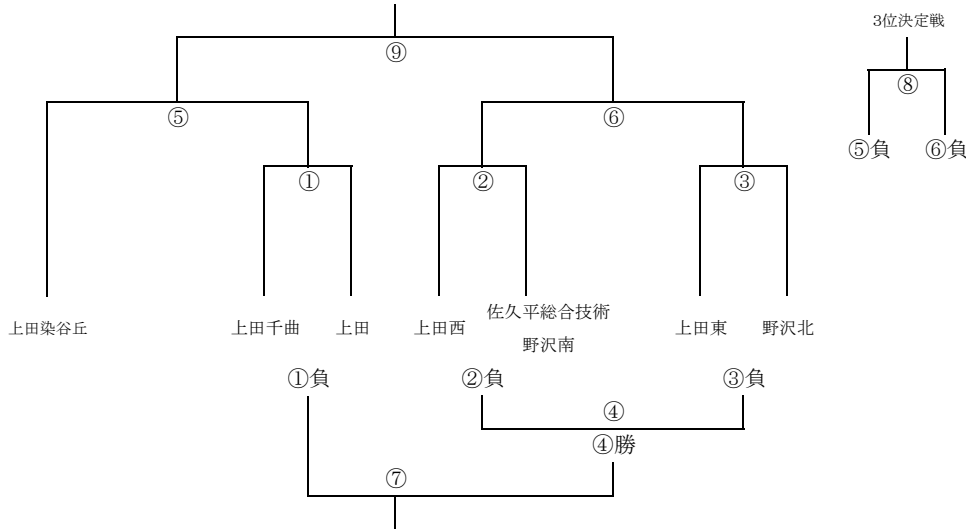 3位決定戦
⑨
⑧
⑤
⑥
⑤負
⑥負
①
②
③
上田染谷丘
上田千曲
上田
上田西
佐久平総合技術
野沢南
上田東
野沢北
①負
②負
③負
④
④勝
⑦